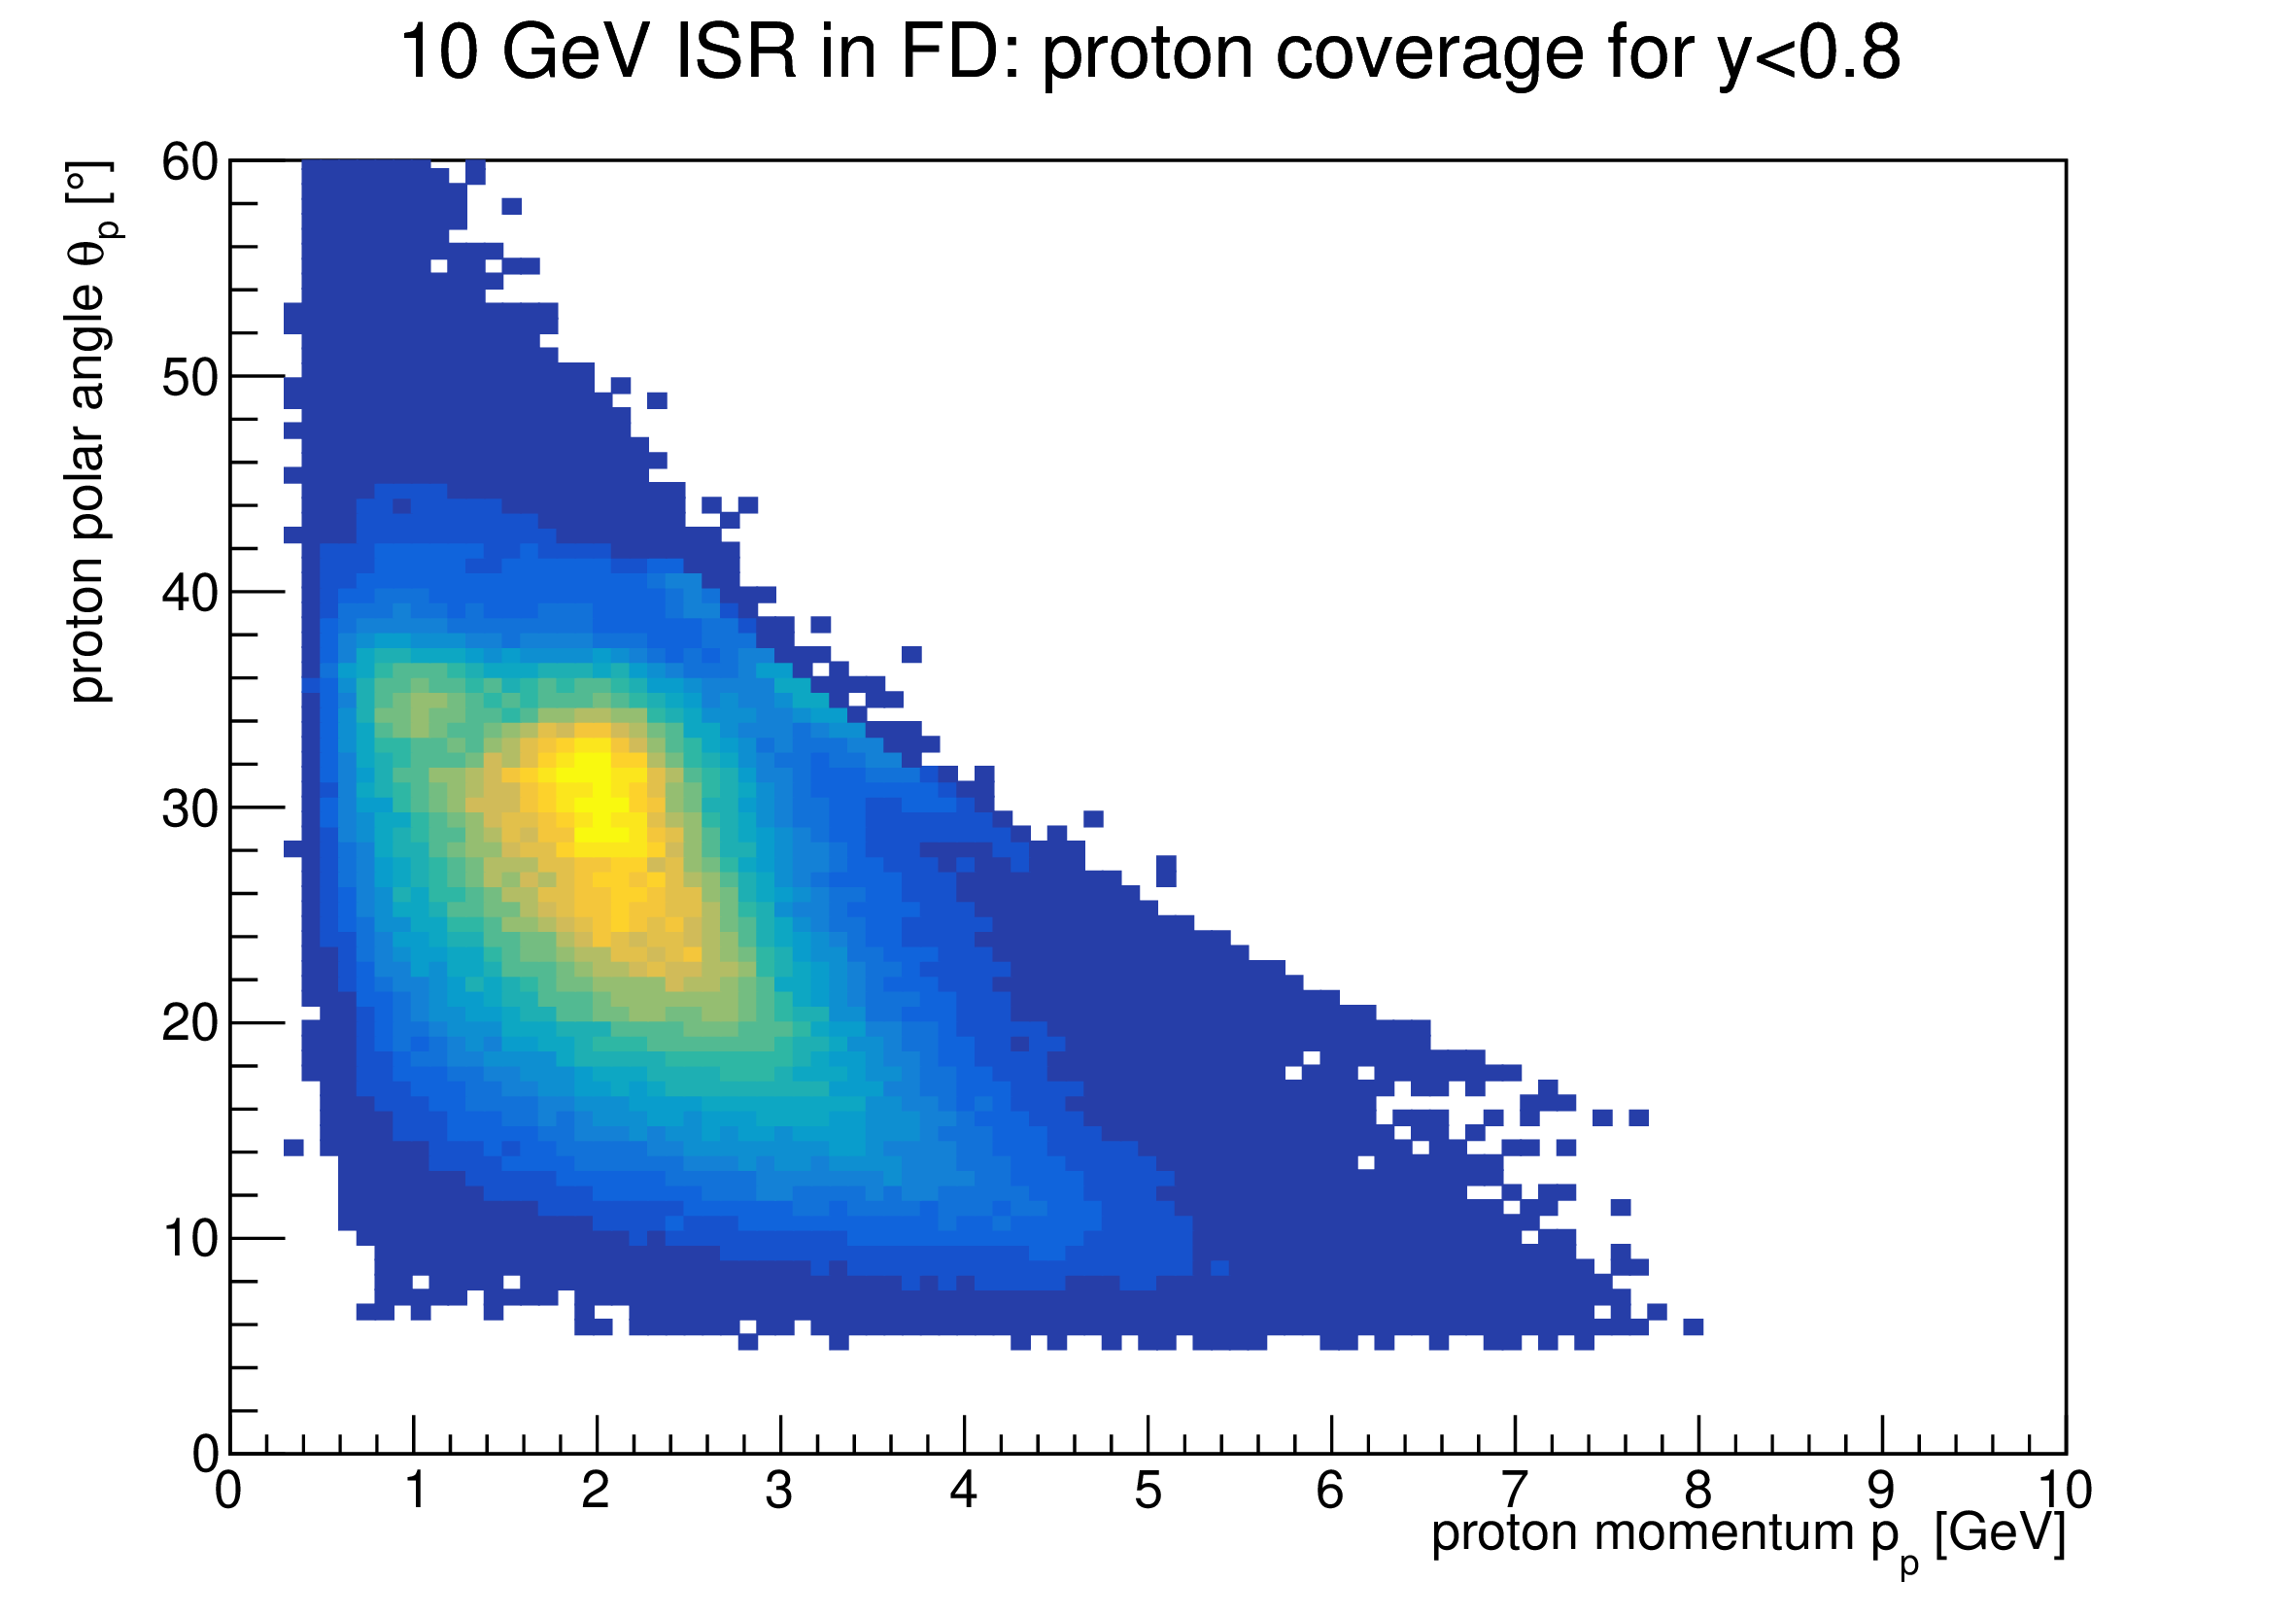 10 GeV ISR in FD: proton coverage for y<0.8
proton polar angle θp [°]
60
50
40
30
20
10
0
0 1 2 3 4 5 6 7 8 9 10
proton momentum pp [GeV]